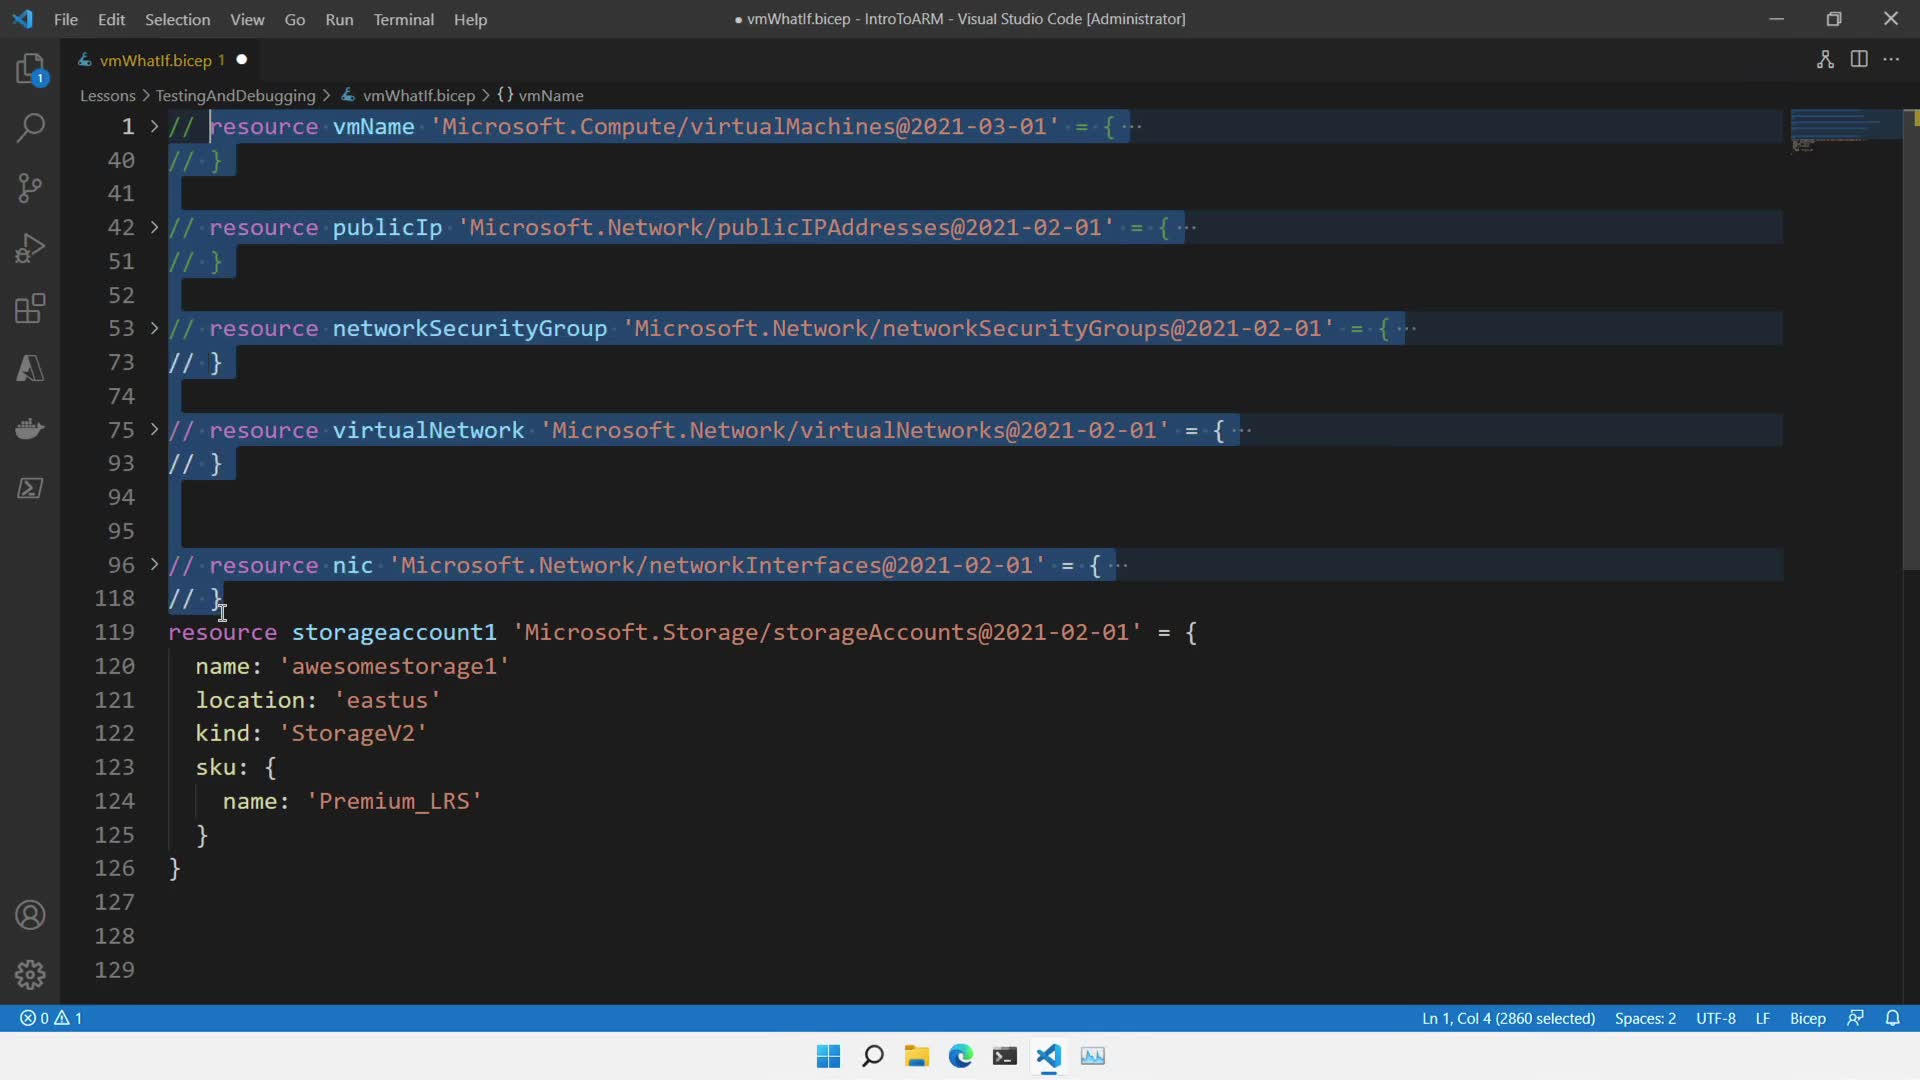 File Edit Selection View Go Run Terminal Help
● vmWhatIf.bicep - IntroToARM - Visual Studio Code [Administrator]
vmWhatIf.bicep 1 ●
Lessons > TestingAndDebugging > vmWhatIf.bicep > {} vmName
1
1 > // resource vmName 'Microsoft.Compute/virtualMachines@2021-03-01' = { ···
40 // }
41
42 > // resource publicIp 'Microsoft.Network/publicIPAddresses@2021-02-01' = { ···
51 // }
52
53 > // resource networkSecurityGroup 'Microsoft.Network/networkSecurityGroups@2021-02-01' = { ···
73 // }
74
75 > // resource virtualNetwork 'Microsoft.Network/virtualNetworks@2021-02-01' = { ···
93 // }
94
95
96 > // resource nic 'Microsoft.Network/networkInterfaces@2021-02-01' = { ···
118 // }
119 resource storageaccount1 'Microsoft.Storage/storageAccounts@2021-02-01' = {
120 name: 'awesomestorage1'
121 location: 'eastus'
122 kind: 'StorageV2'
123 sku: {
124 name: 'Premium_LRS'
125 }
126 }
127
128
129
0 1
Ln 1, Col 4 (2860 selected) Spaces: 2 UTF-8 LF Bicep